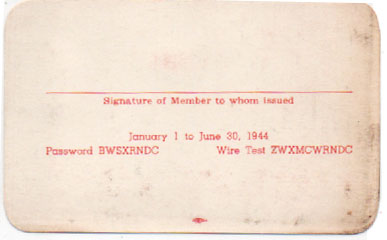 Signature of Member to whom issued
January 1 to June 30, 1944
Password BWSXRNDC Wire Test ZWXMCWRNDC